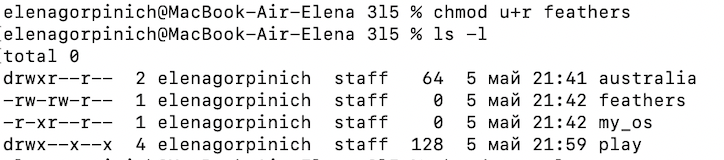 elenagorpinich@MacBook-Air-Elena 3l5 % chmod u+r feathers
[elenagorpinich@MacBook-Air-Elena 3l5 % ls -l
[total 0
drwxr--r--  2 elenagorpinich  staff   64  5 май 21:41 australia
-rw-rw-r--  1 elenagorpinich  staff    0  5 май 21:42 feathers
-r-xr--r--  1 elenagorpinich  staff    0  5 май 21:42 my_os
drwx--x--x  4 elenagorpinich  staff  128  5 май 21:59 play